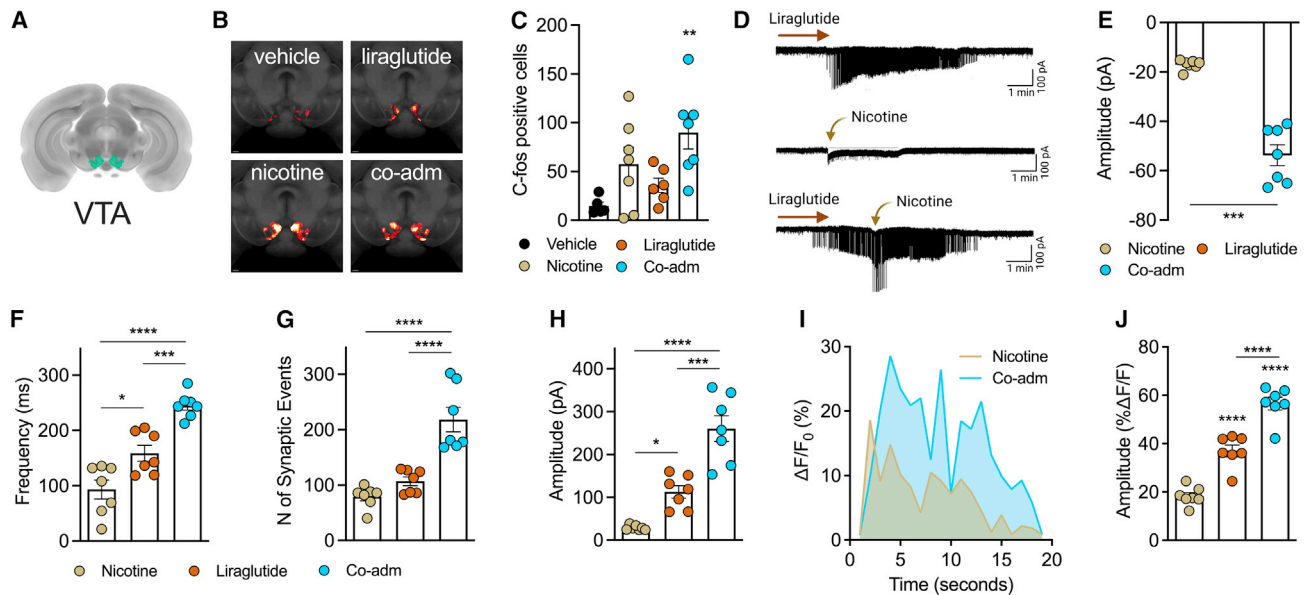 A
VTA
B
vehicle
liraglutide
nicotine
co-adm
C
C-fos positive cells
200
150
100
50
0
**
Vehicle
Liraglutide
Nicotine
Co-adm
D
Liraglutide
100 pA
1 min
Nicotine
100 pA
1 min
Liraglutide
Nicotine
100 pA
1 min
E
Amplitude (pA)
0
-20
-40
-60
-80
***
Nicotine
Liraglutide
Co-adm
F
Frequency (ms)
300
200
100
0
****
***
*
G
N of Synaptic Events
300
200
100
0
****
****
Nicotine
Liraglutide
Co-adm
H
Amplitude (pA)
400
300
200
100
0
****
***
*
I
ΔF/F0 (%)
30
20
10
0
5
10
15
20
Time (seconds)
Nicotine
Co-adm
J
Amplitude (%ΔF/F)
80
60
40
20
0
****
****
****